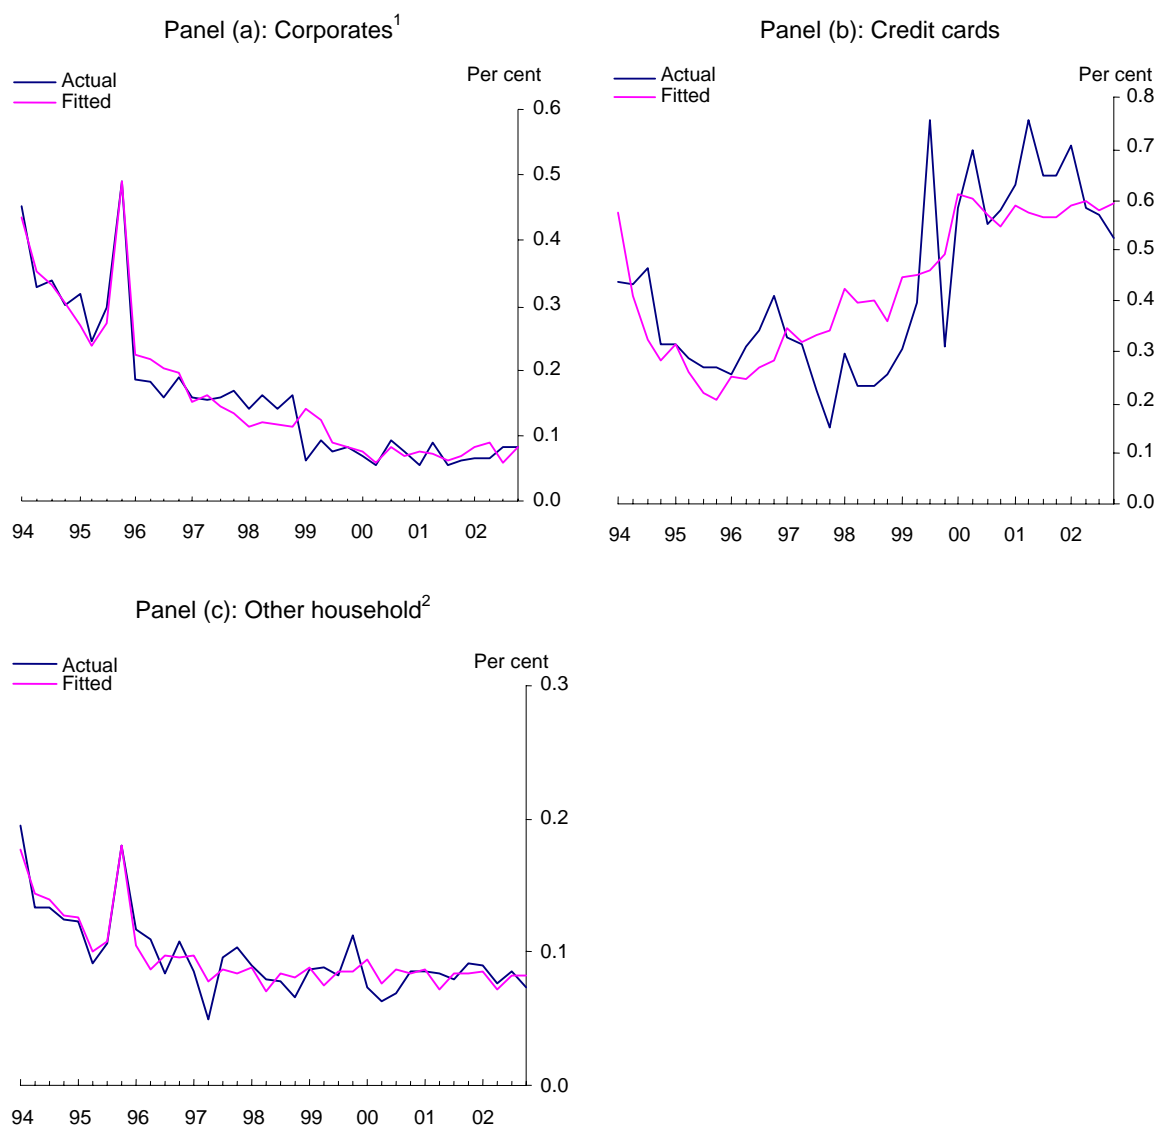 Panel (a): Corporates1
Per cent
Actual
Fitted
0.6
0.5
0.4
0.3
0.2
0.1
0.0
94 95 96 97 98 99 00 01 02
Panel (b): Credit cards
Per cent
Actual
Fitted
0.8
0.7
0.6
0.5
0.4
0.3
0.2
0.1
0.0
94 95 96 97 98 99 00 01 02
Panel (c): Other household2
Per cent
Actual
Fitted
0.3
0.2
0.1
0.0
94 95 96 97 98 99 00 01 02